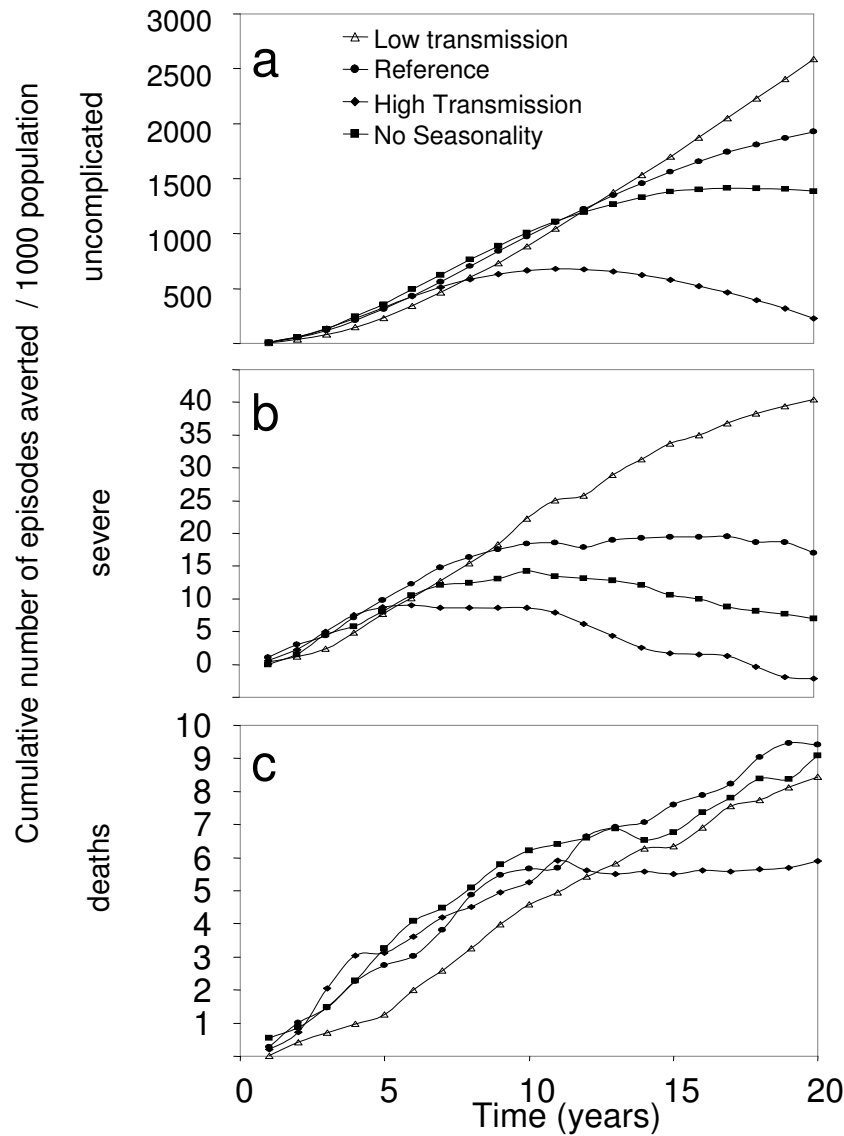 Cumulative number of episodes averted / 1000 population
uncomplicated
3000
2500
2000
1500
1000
500
a
Low transmission
Reference
High Transmission
No Seasonality
severe
40
35
30
25
20
15
10
5
0
b
deaths
10
9
8
7
6
5
4
3
2
1
c
0 5 10 15 20
Time (years)